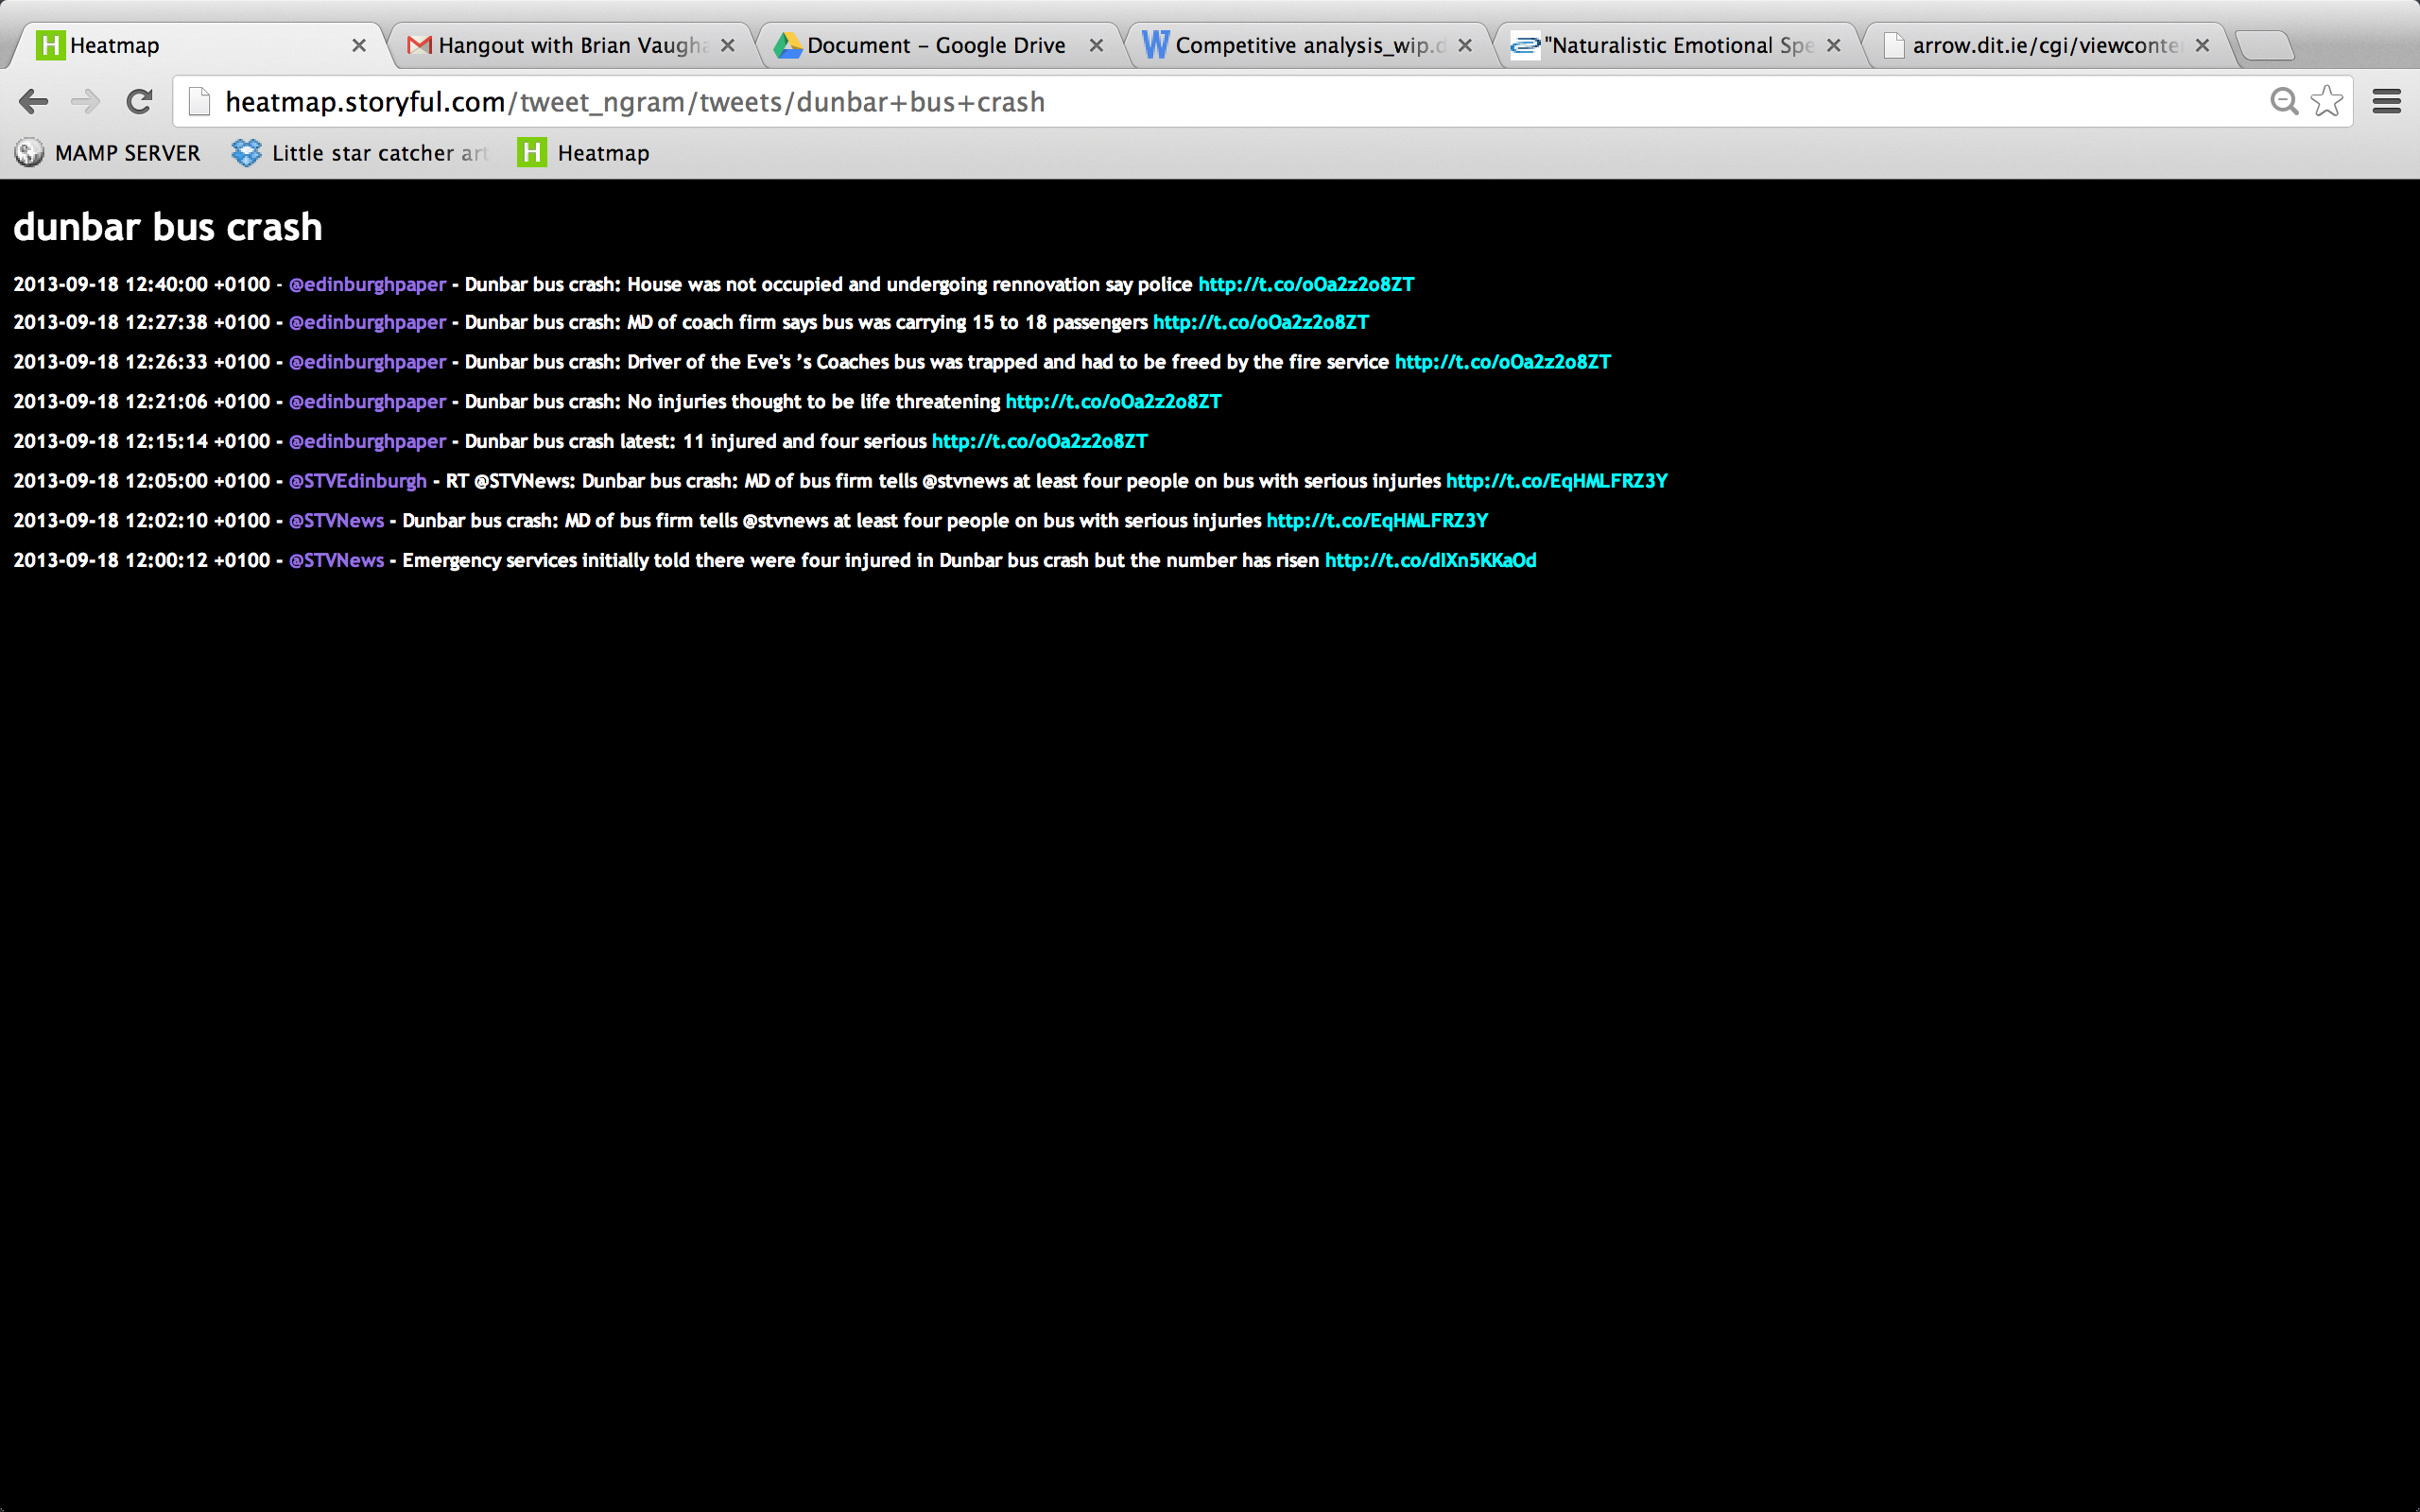 Heatmap
Hangout with Brian Vaugha
Document – Google Drive
Competitive analysis_wip.d
"Naturalistic Emotional Spe
arrow.dit.ie/cgi/viewconte
heatmap.storyful.com/tweet_ngram/tweets/dunbar+bus+crash
MAMP SERVER
Little star catcher art
Heatmap
dunbar bus crash
2013-09-18 12:40:00 +0100 - @edinburghpaper - Dunbar bus crash: House was not occupied and undergoing rennovation say police http://t.co/oOa2z2o8ZT
2013-09-18 12:27:38 +0100 - @edinburghpaper - Dunbar bus crash: MD of coach firm says bus was carrying 15 to 18 passengers http://t.co/oOa2z2o8ZT
2013-09-18 12:26:33 +0100 - @edinburghpaper - Dunbar bus crash: Driver of the Eve's ’s Coaches bus was trapped and had to be freed by the fire service http://t.co/oOa2z2o8ZT
2013-09-18 12:21:06 +0100 - @edinburghpaper - Dunbar bus crash: No injuries thought to be life threatening http://t.co/oOa2z2o8ZT
2013-09-18 12:15:14 +0100 - @edinburghpaper - Dunbar bus crash latest: 11 injured and four serious http://t.co/oOa2z2o8ZT
2013-09-18 12:05:00 +0100 - @STVEdinburgh - RT @STVNews: Dunbar bus crash: MD of bus firm tells @stvnews at least four people on bus with serious injuries http://t.co/EqHMLFRZ3Y
2013-09-18 12:02:10 +0100 - @STVNews - Dunbar bus crash: MD of bus firm tells @stvnews at least four people on bus with serious injuries http://t.co/EqHMLFRZ3Y
2013-09-18 12:00:12 +0100 - @STVNews - Emergency services initially told there were four injured in Dunbar bus crash but the number has risen http://t.co/dIXn5KKaOd